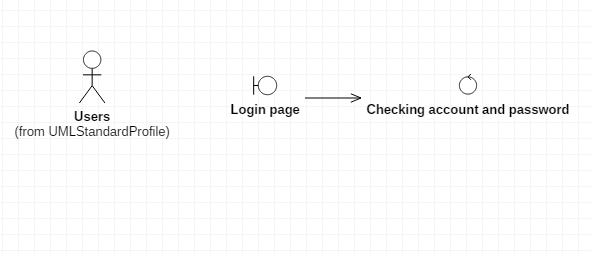 Users
(from UMLStandardProfile)
Login page
Checking account and password